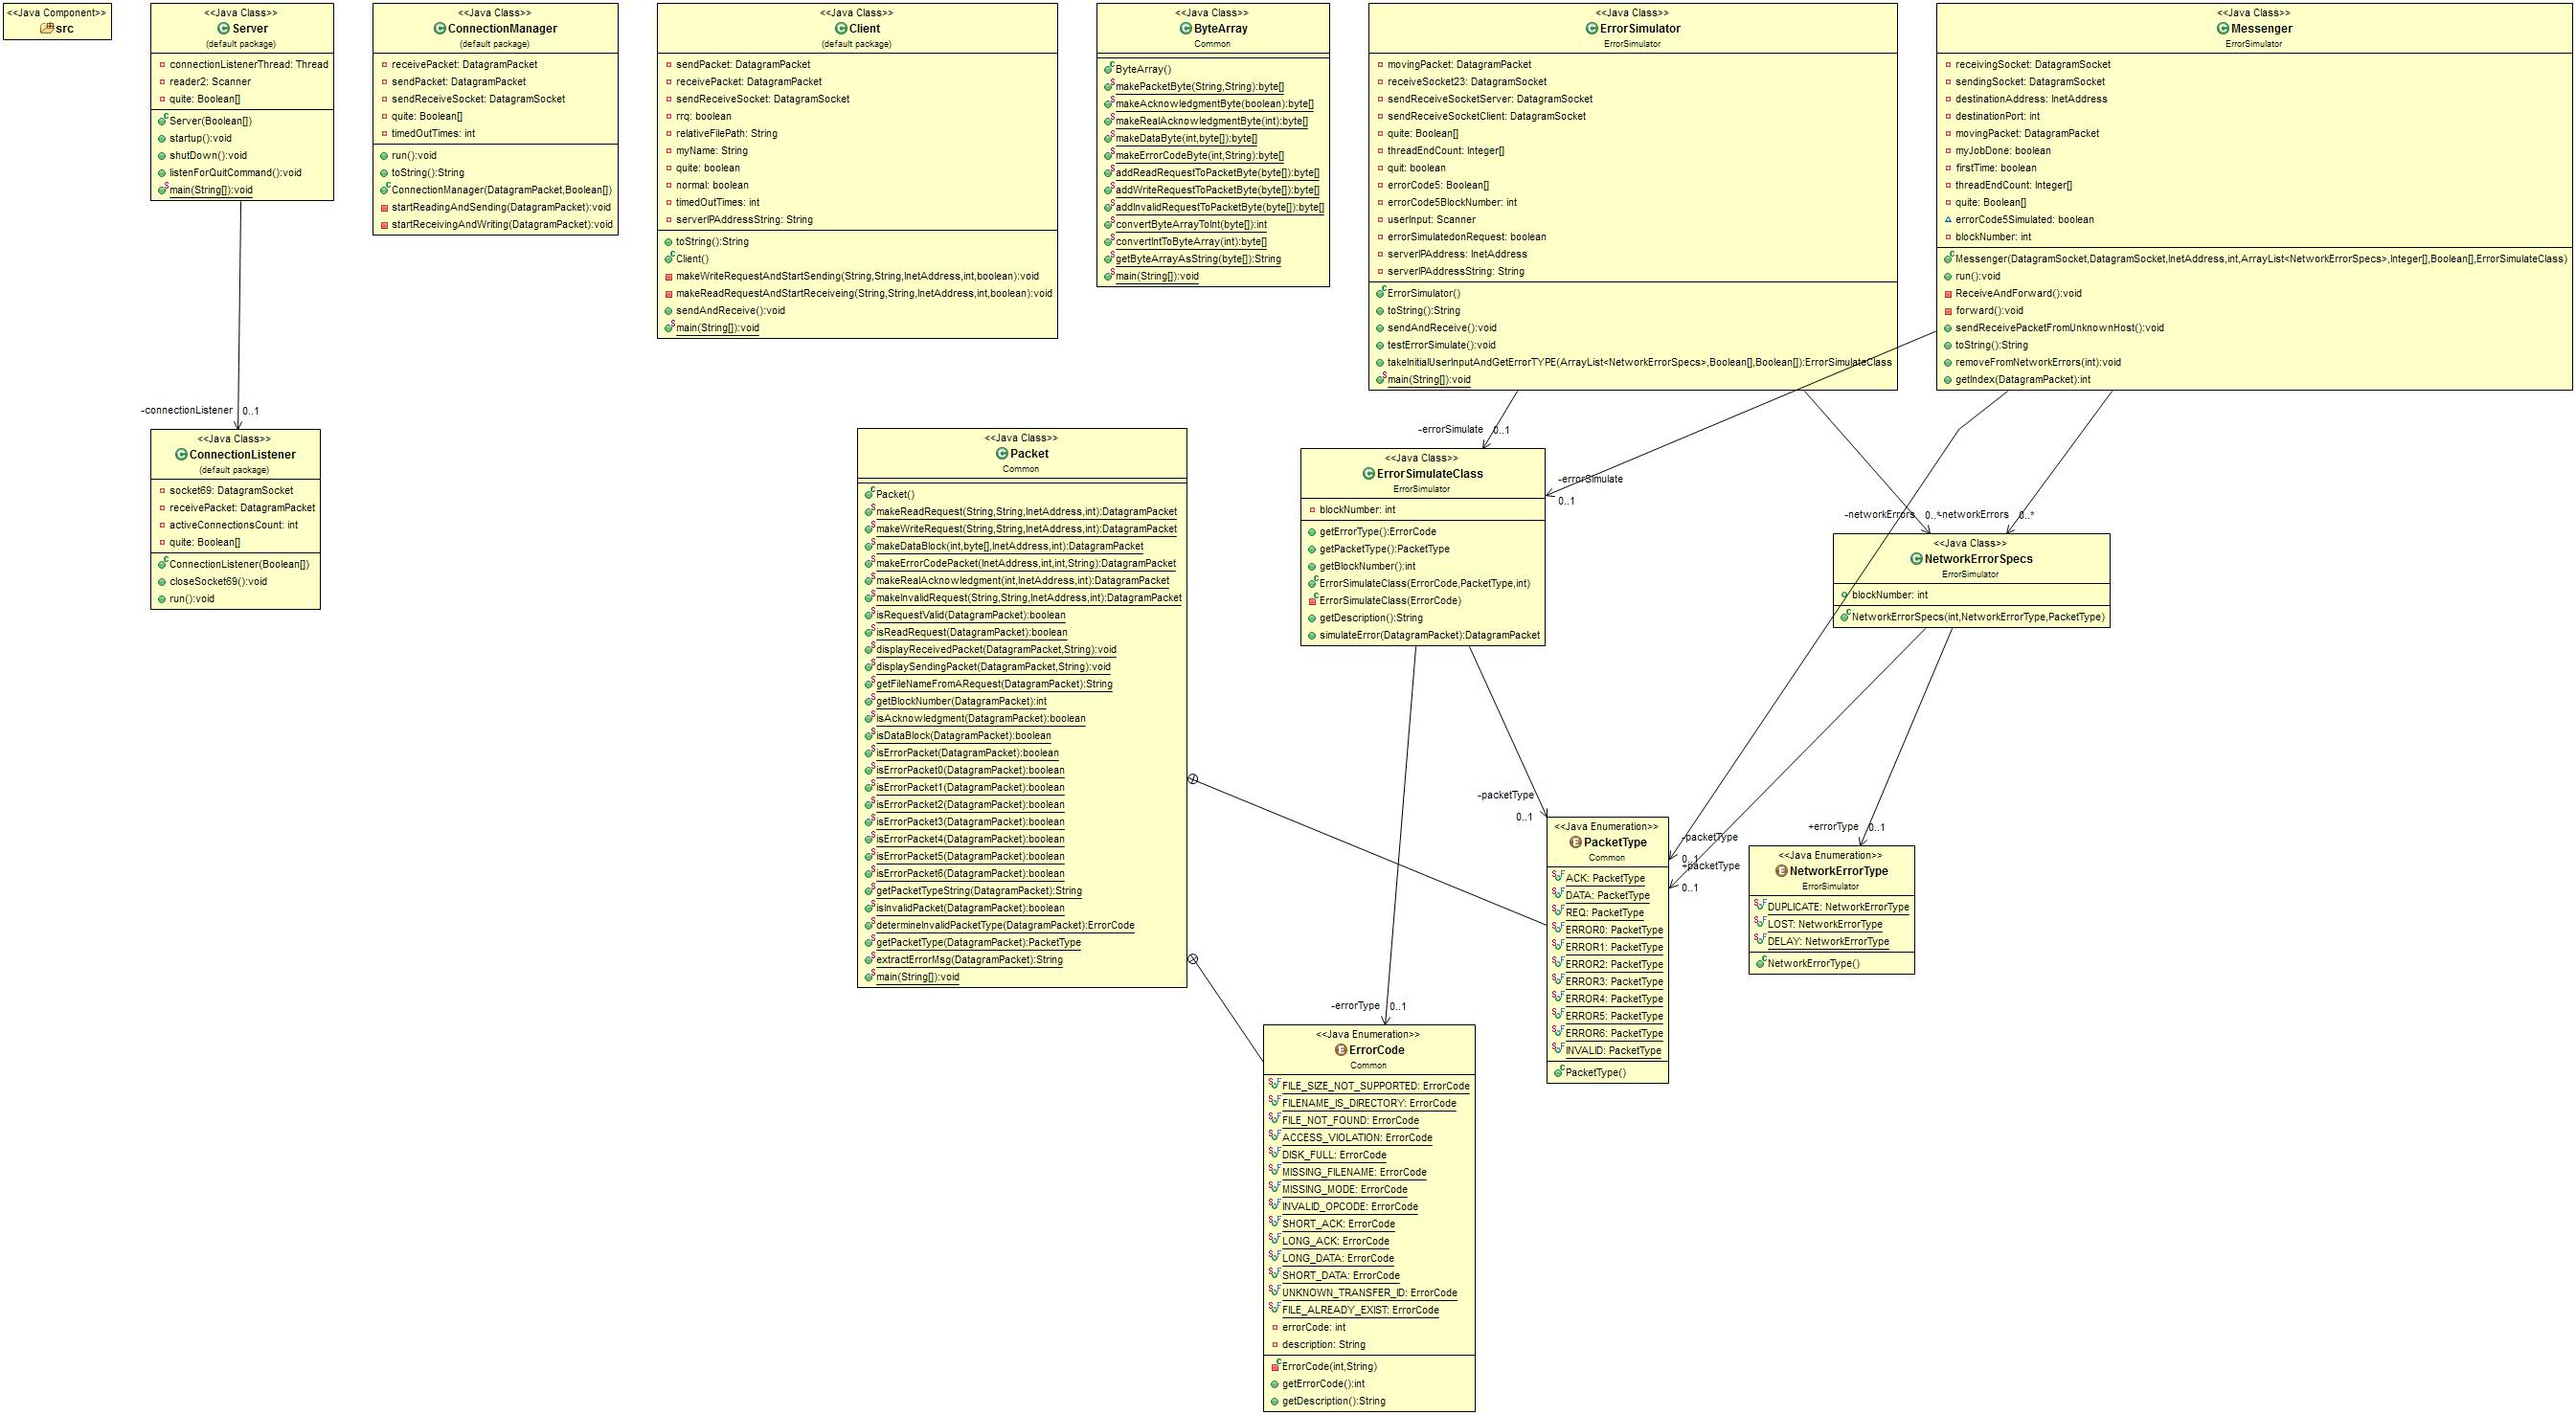 <<Java Component>>
src
<<Java Class>>
Server
(default package)
connectionListenerThread: Thread
reader2: Scanner
quite: Boolean[]
Server(Boolean[])
startup():void
shutDown():void
listenForQuitCommand():void
main(String[]):void
-connectionListener
0..1
<<Java Class>>
ConnectionListener
(default package)
socket69: DatagramSocket
receivePacket: DatagramPacket
activeConnectionsCount: int
quite: Boolean[]
ConnectionListener(Boolean[])
closeSocket69():void
run():void
<<Java Class>>
ConnectionManager
(default package)
receivePacket: DatagramPacket
sendPacket: DatagramPacket
sendReceiveSocket: DatagramSocket
quite: Boolean[]
timedOutTimes: int
run():void
toString():String
ConnectionManager(DatagramPacket,Boolean[])
startReadingAndSending(DatagramPacket):void
startReceivingAndWriting(DatagramPacket):void
<<Java Class>>
Client
(default package)
sendPacket: DatagramPacket
receivePacket: DatagramPacket
sendReceiveSocket: DatagramSocket
rrq: boolean
relativeFilePath: String
myName: String
quite: boolean
normal: boolean
timedOutTimes: int
serverIPAddressString: String
toString():String
Client()
makeWriteRequestAndStartSending(String,String,InetAddress,int,boolean):void
makeReadRequestAndStartReceiveing(String,String,InetAddress,int,boolean):void
sendAndReceive():void
main(String[]):void
<<Java Class>>
ByteArray
Common
ByteArray()
makePacketByte(String,String):byte[]
makeAcknowledgmentByte(boolean):byte[]
makeRealAcknowledgmentByte(int):byte[]
makeDataByte(int,byte[]):byte[]
makeErrorCodeByte(int,String):byte[]
addReadRequestToPacketByte(byte[]):byte[]
addWriteRequestToPacketByte(byte[]):byte[]
addInvalidRequestToPacketByte(byte[]):byte[]
convertByteArrayToInt(byte[]):int
convertIntToByteArray(int):byte[]
getByteArrayAsString(byte[]):String
main(String[]):void
<<Java Class>>
ErrorSimulator
ErrorSimulator
movingPacket: DatagramPacket
receiveSocket23: DatagramSocket
sendReceiveSocketServer: DatagramSocket
sendReceiveSocketClient: DatagramSocket
quite: Boolean[]
threadEndCount: Integer[]
quit: boolean
errorCode5: Boolean[]
errorCode5BlockNumber: int
userInput: Scanner
errorSimulatedonRequest: boolean
serverIPAddress: InetAddress
serverIPAddressString: String
ErrorSimulator()
toString():String
sendAndReceive():void
testErrorSimulate():void
takeInitialUserInputAndGetErrorTYPE(ArrayList<NetworkErrorSpecs>,Boolean[],Boolean[]):ErrorSimulateClass
main(String[]):void
<<Java Class>>
Messenger
ErrorSimulator
receivingSocket: DatagramSocket
sendingSocket: DatagramSocket
destinationAddress: InetAddress
destinationPort: int
movingPacket: DatagramPacket
myJobDone: boolean
firstTime: boolean
threadEndCount: Integer[]
quite: Boolean[]
errorCode5Simulated: boolean
blockNumber: int
Messenger(DatagramSocket,DatagramSocket,InetAddress,int,ArrayList<NetworkErrorSpecs>,Integer[],Boolean[],ErrorSimulateClass)
run():void
ReceiveAndForward():void
forward():void
sendReceivePacketFromUnknownHost():void
toString():String
removeFromNetworkErrors(int):void
getIndex(DatagramPacket):int
<<Java Class>>
Packet
Common
Packet()
makeReadRequest(String,String,InetAddress,int):DatagramPacket
makeWriteRequest(String,String,InetAddress,int):DatagramPacket
makeDataBlock(int,byte[],InetAddress,int):DatagramPacket
makeErrorCodePacket(InetAddress,int,int,String):DatagramPacket
makeRealAcknowledgment(int,InetAddress,int):DatagramPacket
makeInvalidRequest(String,String,InetAddress,int):DatagramPacket
isRequestValid(DatagramPacket):boolean
isReadRequest(DatagramPacket):boolean
displayReceivedPacket(DatagramPacket,String):void
displaySendingPacket(DatagramPacket,String):void
getFileNameFromARequest(DatagramPacket):String
getBlockNumber(DatagramPacket):int
isAcknowledgment(DatagramPacket):boolean
isDataBlock(DatagramPacket):boolean
isErrorPacket(DatagramPacket):boolean
isErrorPacket0(DatagramPacket):boolean
isErrorPacket1(DatagramPacket):boolean
isErrorPacket2(DatagramPacket):boolean
isErrorPacket3(DatagramPacket):boolean
isErrorPacket4(DatagramPacket):boolean
isErrorPacket5(DatagramPacket):boolean
isErrorPacket6(DatagramPacket):boolean
getPacketTypeString(DatagramPacket):String
isInvalidPacket(DatagramPacket):boolean
determineInvalidPacketType(DatagramPacket):ErrorCode
getPacketType(DatagramPacket):PacketType
extractErrorMsg(DatagramPacket):String
main(String[]):void
-errorSimulate
0..1
<<Java Class>>
ErrorSimulateClass
ErrorSimulator
blockNumber: int
getErrorType():ErrorCode
getPacketType():PacketType
getBlockNumber():int
ErrorSimulateClass(ErrorCode,PacketType,int)
ErrorSimulateClass(ErrorCode)
getDescription():String
simulateError(DatagramPacket):DatagramPacket
-errorSimulate
0..1
-networkErrors
0..*
-networkErrors
0..*
<<Java Class>>
NetworkErrorSpecs
ErrorSimulator
blockNumber: int
NetworkErrorSpecs(int,NetworkErrorType,PacketType)
-packetType
0..1
<<Java Enumeration>>
PacketType
Common
ACK: PacketType
DATA: PacketType
REQ: PacketType
ERROR0: PacketType
ERROR1: PacketType
ERROR2: PacketType
ERROR3: PacketType
ERROR4: PacketType
ERROR5: PacketType
ERROR6: PacketType
INVALID: PacketType
PacketType()
-packetType
0..1
+packetType
0..1
+errorType
0..1
<<Java Enumeration>>
NetworkErrorType
ErrorSimulator
DUPLICATE: NetworkErrorType
LOST: NetworkErrorType
DELAY: NetworkErrorType
NetworkErrorType()
-errorType
0..1
<<Java Enumeration>>
ErrorCode
Common
FILE_SIZE_NOT_SUPPORTED: ErrorCode
FILENAME_IS_DIRECTORY: ErrorCode
FILE_NOT_FOUND: ErrorCode
ACCESS_VIOLATION: ErrorCode
DISK_FULL: ErrorCode
MISSING_FILENAME: ErrorCode
MISSING_MODE: ErrorCode
INVALID_OPCODE: ErrorCode
SHORT_ACK: ErrorCode
LONG_ACK: ErrorCode
LONG_DATA: ErrorCode
SHORT_DATA: ErrorCode
UNKNOWN_TRANSFER_ID: ErrorCode
FILE_ALREADY_EXIST: ErrorCode
errorCode: int
description: String
ErrorCode(int,String)
getErrorCode():int
getDescription():String